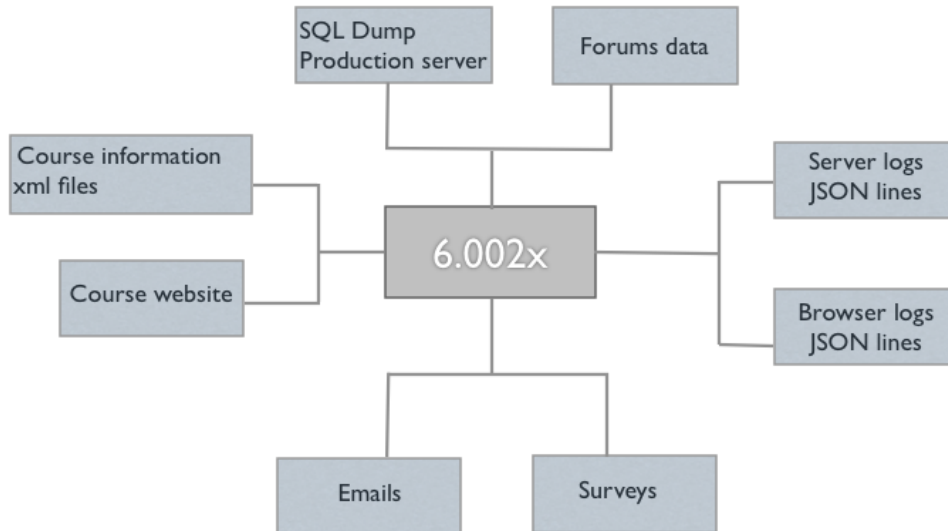 SQL Dump
Production server
Forums data
Course information
xml files
Server logs
JSON lines
6.002x
Course website
Browser logs
JSON lines
Emails
Surveys